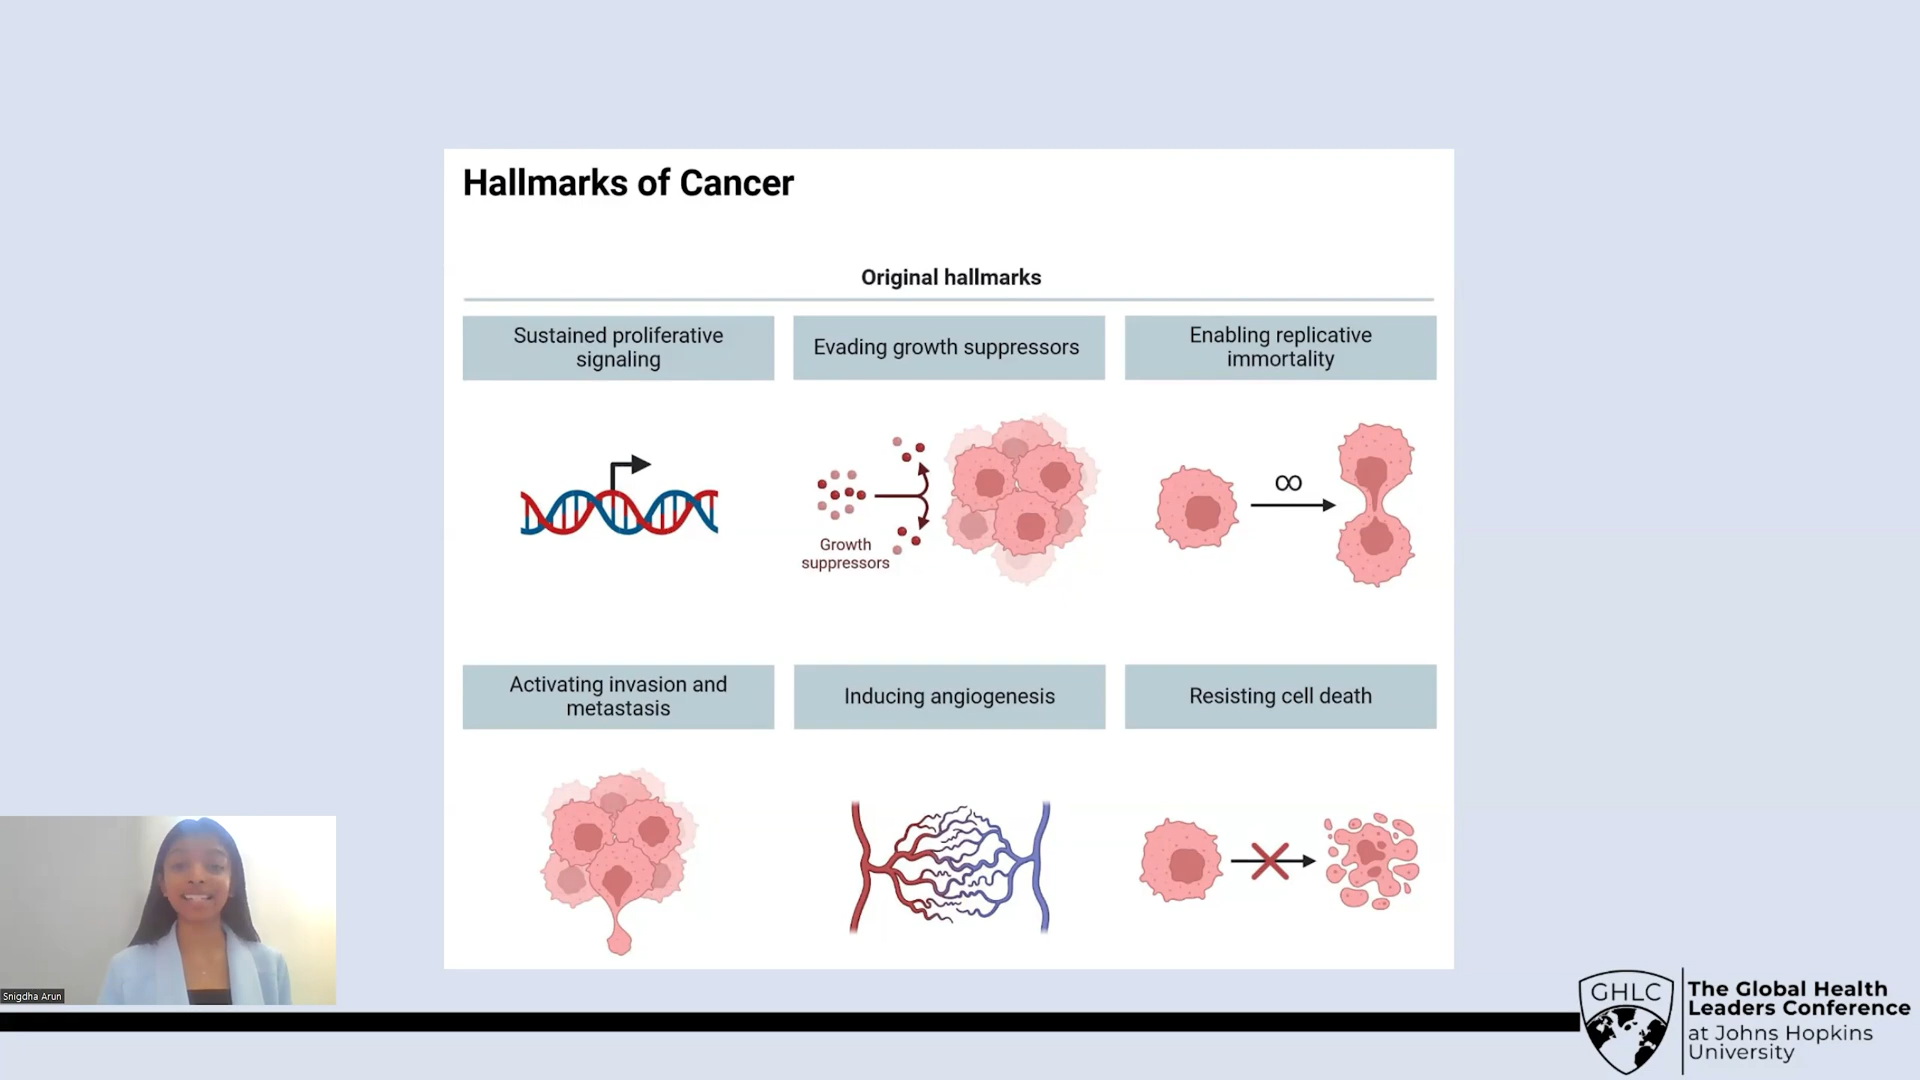 Hallmarks of Cancer
Original hallmarks
Sustained proliferative
signaling
Evading growth suppressors
Enabling replicative
immortality
Growth
suppressors
∞
Activating invasion and
metastasis
Inducing angiogenesis
Resisting cell death
Snigdha Arun
GHLC
The Global Health
Leaders Conference
at Johns Hopkins
University